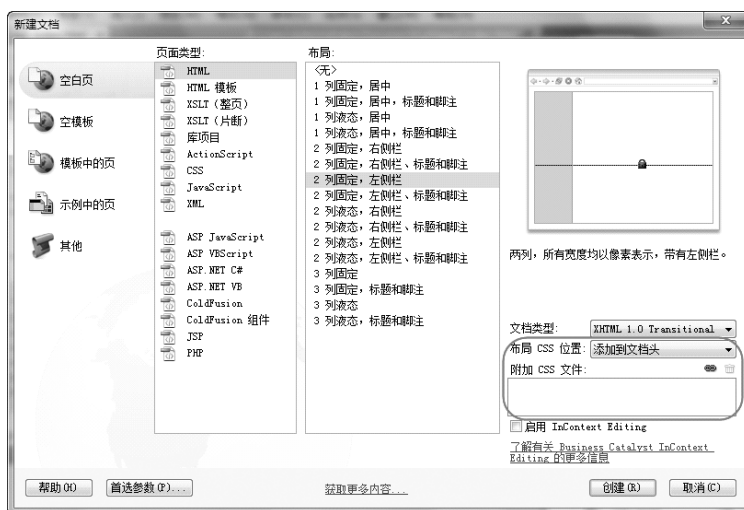 新建文档
页面类型:
布局:
空白页
空模板
模板中的页
示例中的页
其他
HTML
HTML 模板
XSLT (整页)
XSLT (片断)
库项目
ActionScript
CSS
JavaScript
XML
ASP JavaScript
ASP VBScript
ASP.NET C#
ASP.NET VB
ColdFusion
ColdFusion 组件
JSP
PHP
<无>
1 列固定，居中
1 列固定，居中，标题和脚注
1 列液态，居中
1 列液态，居中，标题和脚注
2 列固定，右侧栏
2 列固定，右侧栏、标题和脚注
2 列固定，左侧栏
2 列固定，左侧栏、标题和脚注
2 列液态，右侧栏
2 列液态，右侧栏、标题和脚注
2 列液态，左侧栏
2 列液态，左侧栏、标题和脚注
3 列固定
3 列固定，标题和脚注
3 列液态
3 列液态，标题和脚注
两列，所有宽度均以像素表示，带有左侧栏。
文档类型: XHTML 1.0 Transitional
布局 CSS 位置: 添加到文档头
附加 CSS 文件:
启用 InContext Editing
了解有关 Business Catalyst InContext
Editing 的更多信息
帮助(H) 首选参数(P)... 获取更多内容... 创建(R) 取消(C)